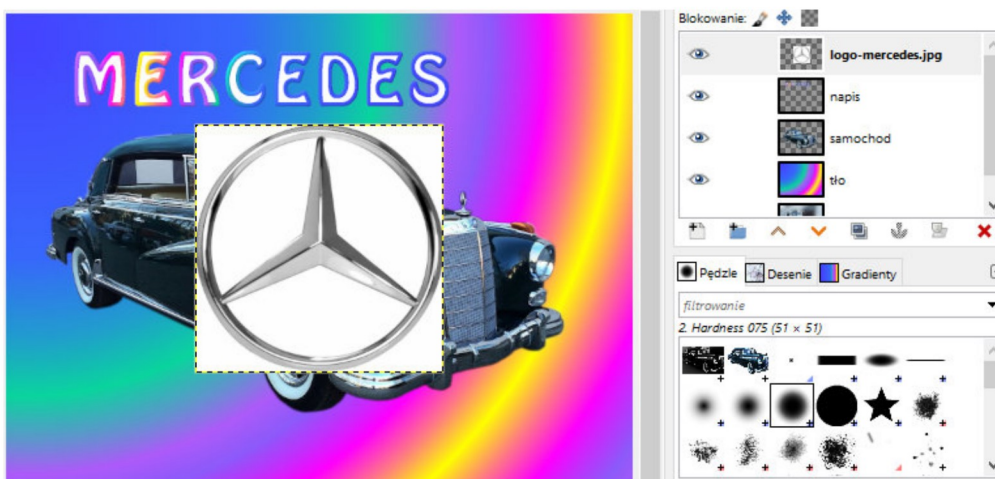 Blokowanie:
MERCEDES
logo-mercedes.jpg
napis
samochod
tło
Pędzle
Desenie
Gradienty
filtrowanie
2. Hardness 075 (51 × 51)